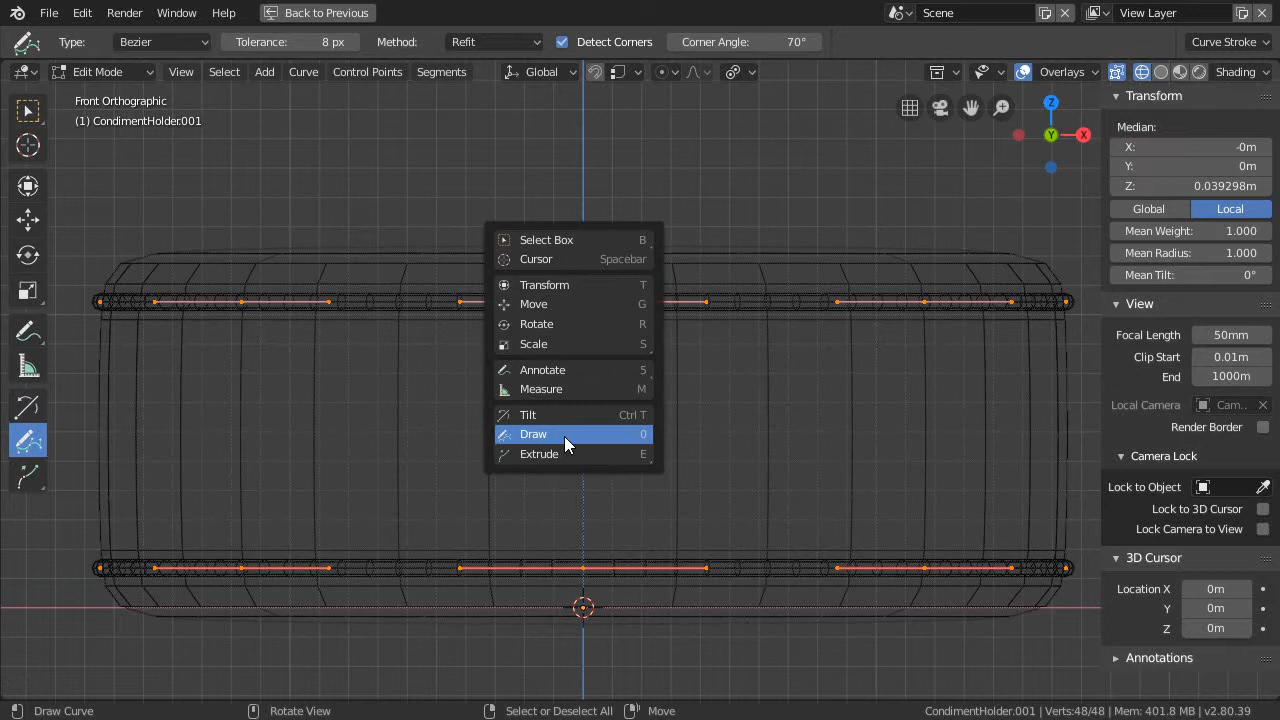 File Edit Render Window Help Back to Previous Scene View Layer
Type: Bezier Tolerance: 8 px Method: Refit Detect Corners Corner Angle: 70° Curve Stroke
Edit Mode View Select Add Curve Control Points Segments Global Overlays Shading
Front Orthographic
(1) CondimentHolder.001
Z
Y
X
Select Box B
Cursor Spacebar
Transform T
Move G
Rotate R
Scale S
Annotate 5
Measure M
Tilt Ctrl T
Draw 0
Extrude E
Transform
Median:
X: -0m
Y: 0m
Z: 0.039298m
Global Local
Mean Weight: 1.000
Mean Radius: 1.000
Mean Tilt: 0°
View
Focal Length 50mm
Clip Start 0.01m
End 1000m
Local Camera Cam..
Render Border
Camera Lock
Lock to Object
Lock to 3D Cursor
Lock Camera to View
3D Cursor
Location X 0m
Y 0m
Z 0m
Annotations
Draw Curve Rotate View Select or Deselect All Move CondimentHolder.001 | Verts:48/48 | Mem: 401.8 MB | v2.80.39